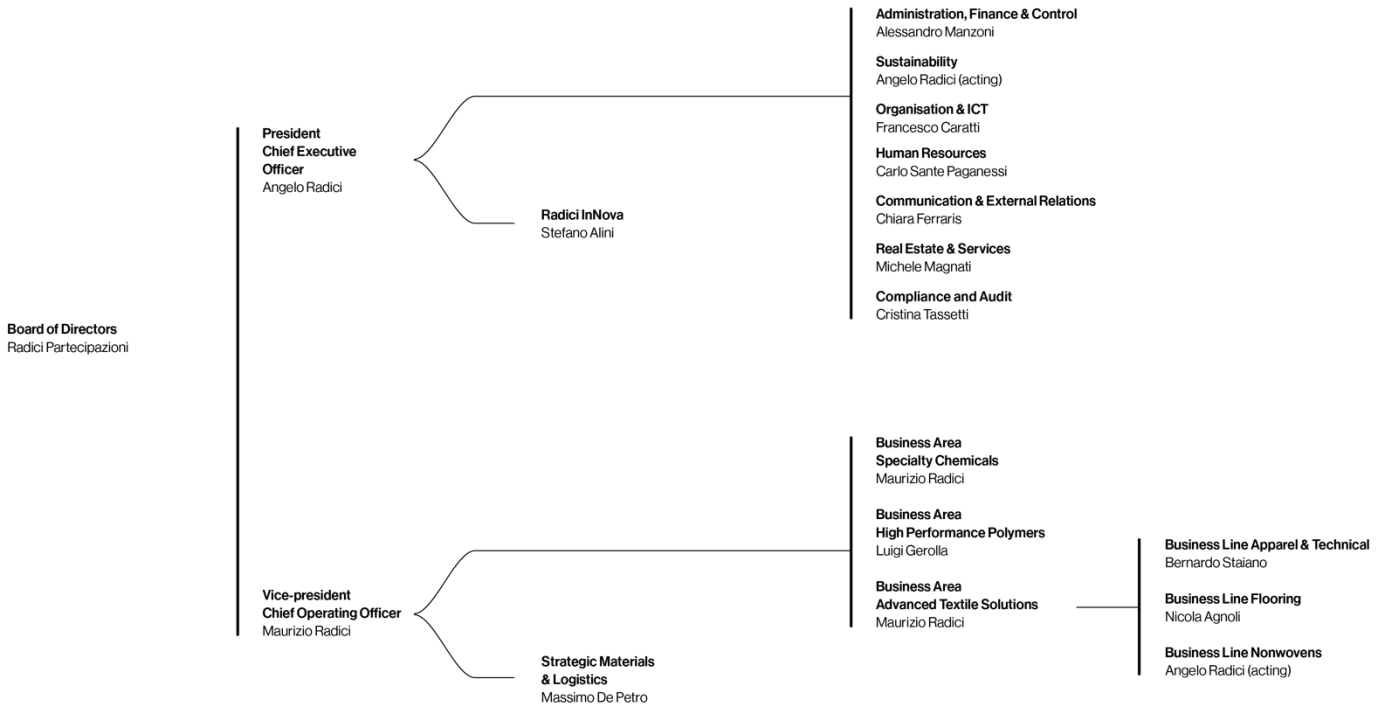 Board of Directors
Radici Partecipazioni
President
Chief Executive
Officer
Angelo Radici
Radici InNova
Stefano Alini
Administration, Finance & Control
Alessandro Manzoni
Sustainability
Angelo Radici (acting)
Organisation & ICT
Francesco Caratti
Human Resources
Carlo Sante Paganessi
Communication & External Relations
Chiara Ferraris
Real Estate & Services
Michele Magnati
Compliance and Audit
Cristina Tassetti
Vice-president
Chief Operating Officer
Maurizio Radici
Strategic Materials
& Logistics
Massimo De Petro
Business Area
Specialty Chemicals
Maurizio Radici
Business Area
High Performance Polymers
Luigi Gerolla
Business Area
Advanced Textile Solutions
Maurizio Radici
Business Line Apparel & Technical
Bernardo Staiano
Business Line Flooring
Nicola Agnoli
Business Line Nonwovens
Angelo Radici (acting)